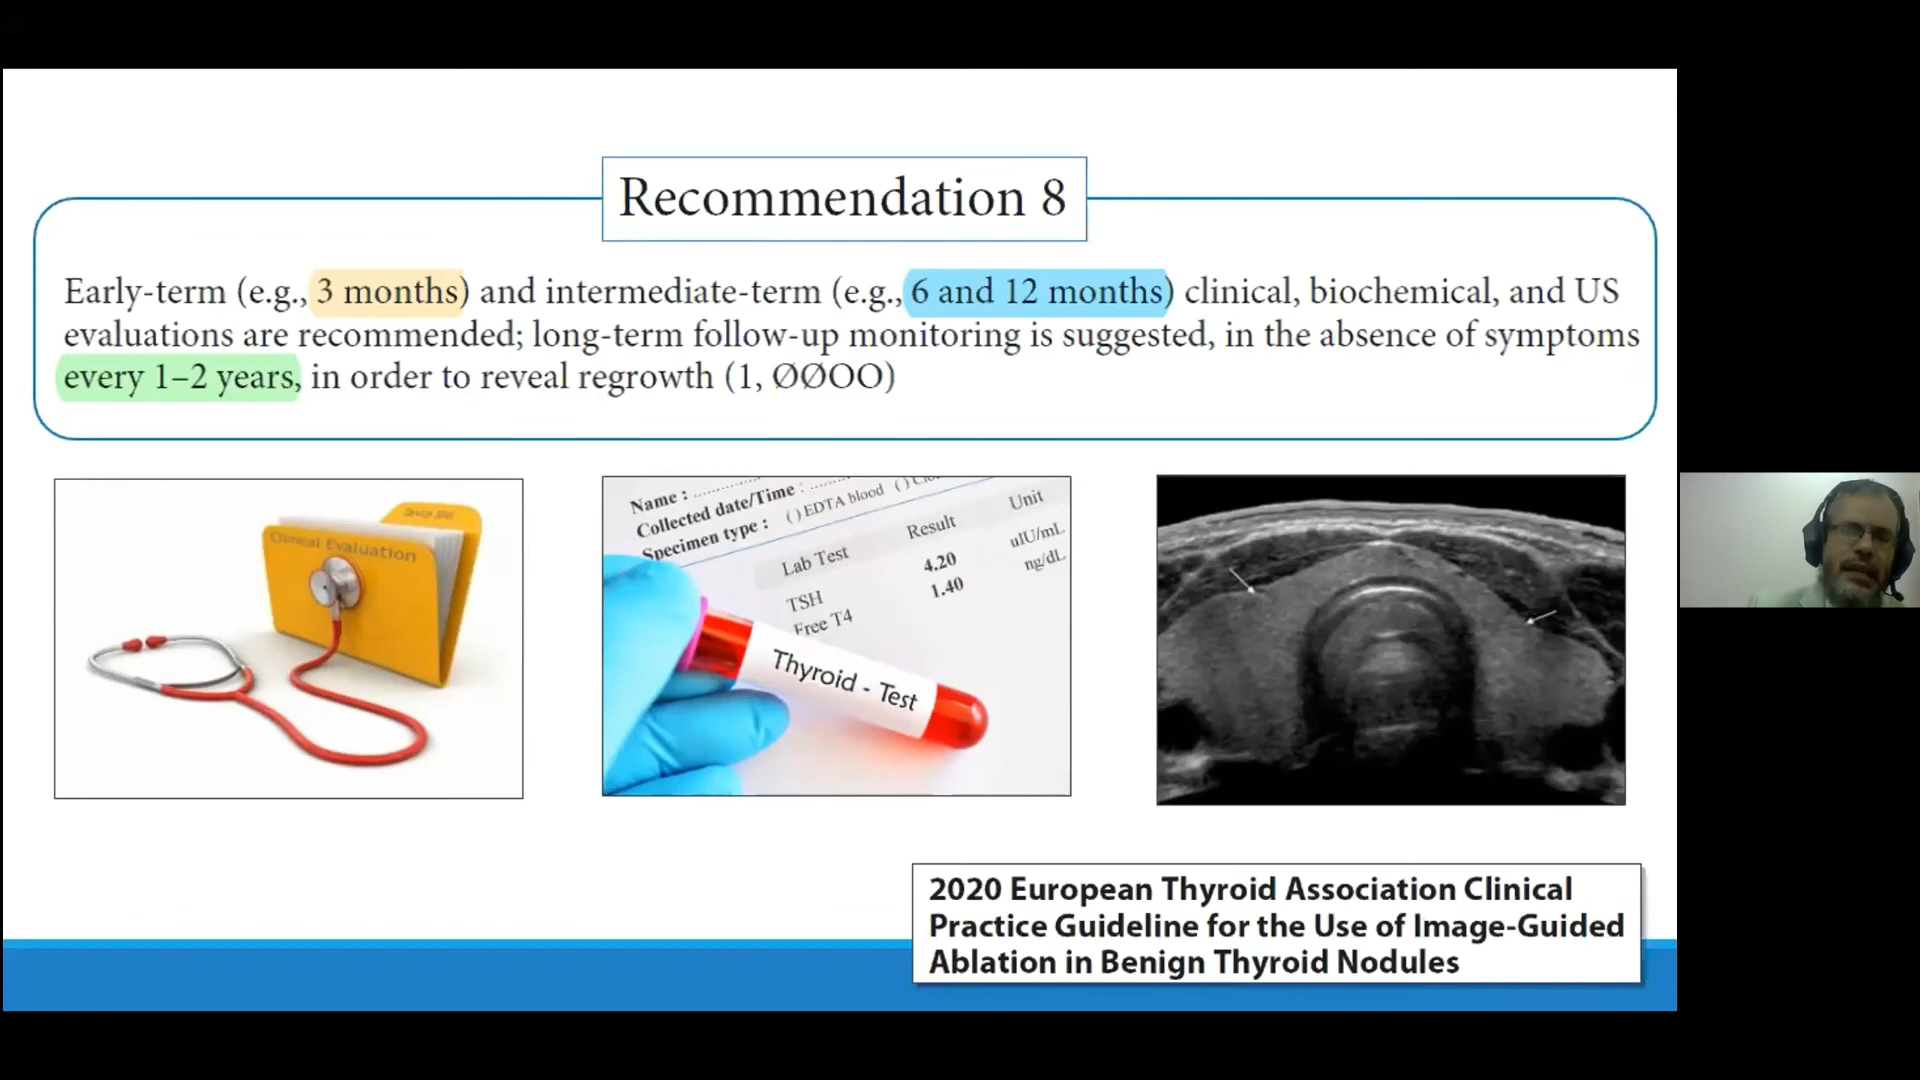 Recommendation 8
Early-term (e.g., 3 months) and intermediate-term (e.g., 6 and 12 months) clinical, biochemical, and US
evaluations are recommended; long-term follow-up monitoring is suggested, in the absence of symptoms
every 1–2 years, in order to reveal regrowth (1, ØØOO)
Clinical Evaluation
Name : ....................
Collected date/Time : ..........
Specimen type : ( ) EDTA blood ( )
Lab Test Result Unit
TSH 4.20 uIU/mL
Free T4 1.40 ng/dL
Thyroid - Test
2020 European Thyroid Association Clinical
Practice Guideline for the Use of Image-Guided
Ablation in Benign Thyroid Nodules